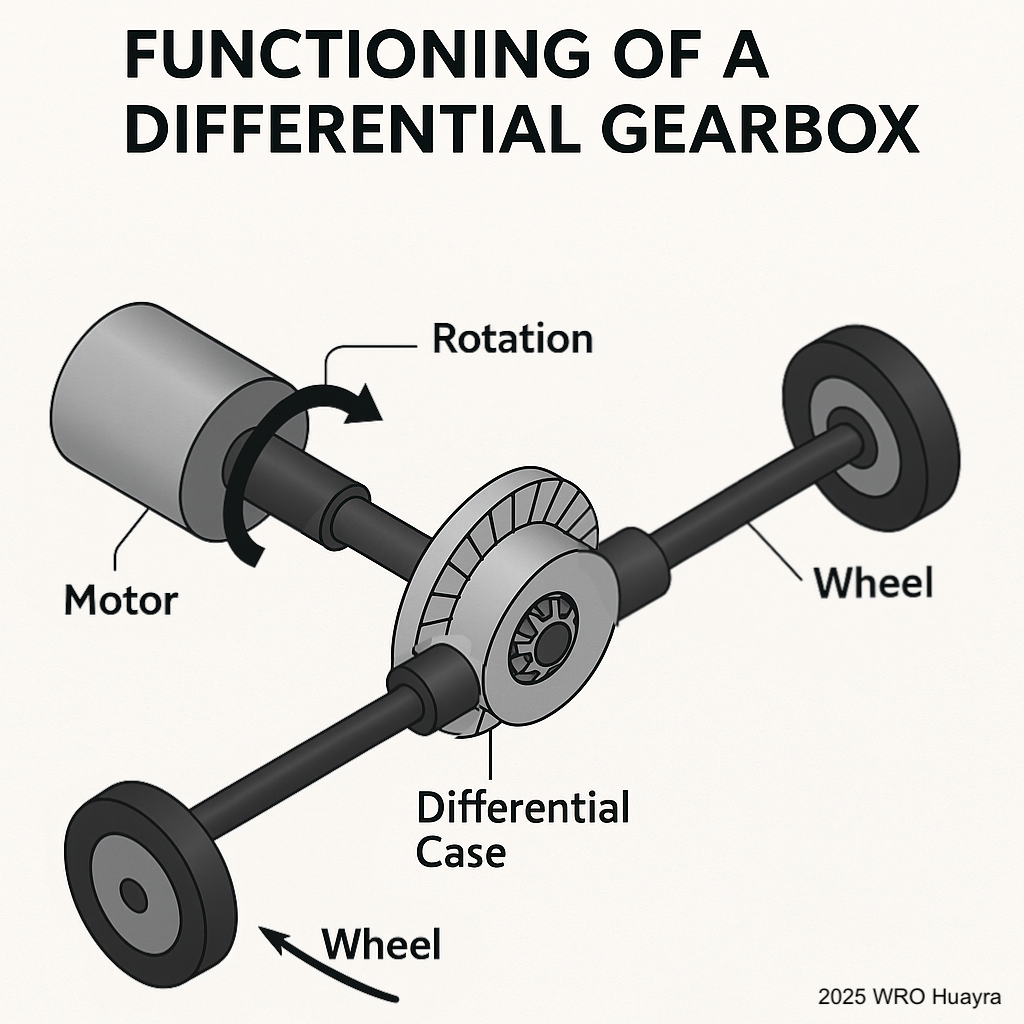 FUNCTIONING OF A
DIFFERENTIAL GEARBOX
Rotation
Motor
Wheel
Differential
Case
Wheel
2025 WRO Huayra